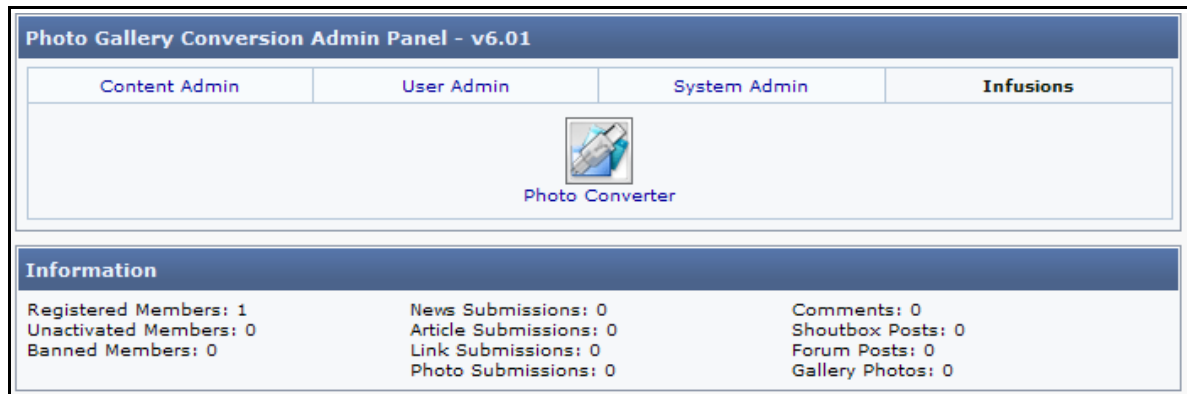 Photo Gallery Conversion Admin Panel - v6.01
Content Admin User Admin System Admin Infusions
Photo Converter
Information
Registered Members: 1 News Submissions: 0 Comments: 0
Unactivated Members: 0 Article Submissions: 0 Shoutbox Posts: 0
Banned Members: 0 Link Submissions: 0 Forum Posts: 0
Photo Submissions: 0 Gallery Photos: 0